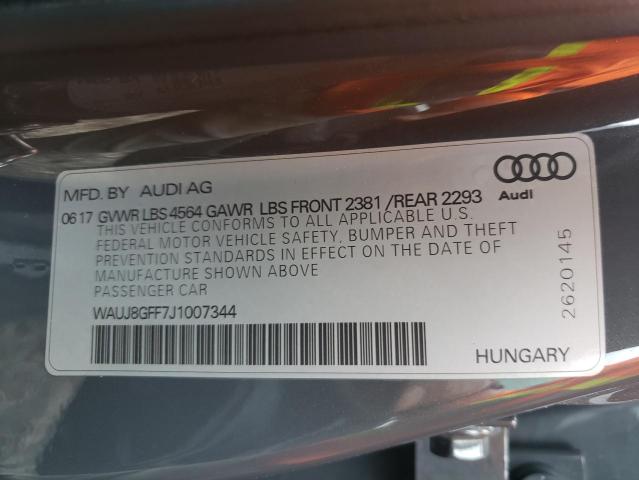 MFD. BY AUDI AG
Audi
06 17 GVWR LBS 4564 GAWR LBS FRONT 2381 /REAR 2293
THIS VEHICLE CONFORMS TO ALL APPLICABLE U.S.
FEDERAL MOTOR VEHICLE SAFETY, BUMPER AND THEFT
PREVENTION STANDARDS IN EFFECT ON THE DATE OF
MANUFACTURE SHOWN ABOVE
PASSENGER CAR
WAUJ8GFF7J1007344
HUNGARY
2620145